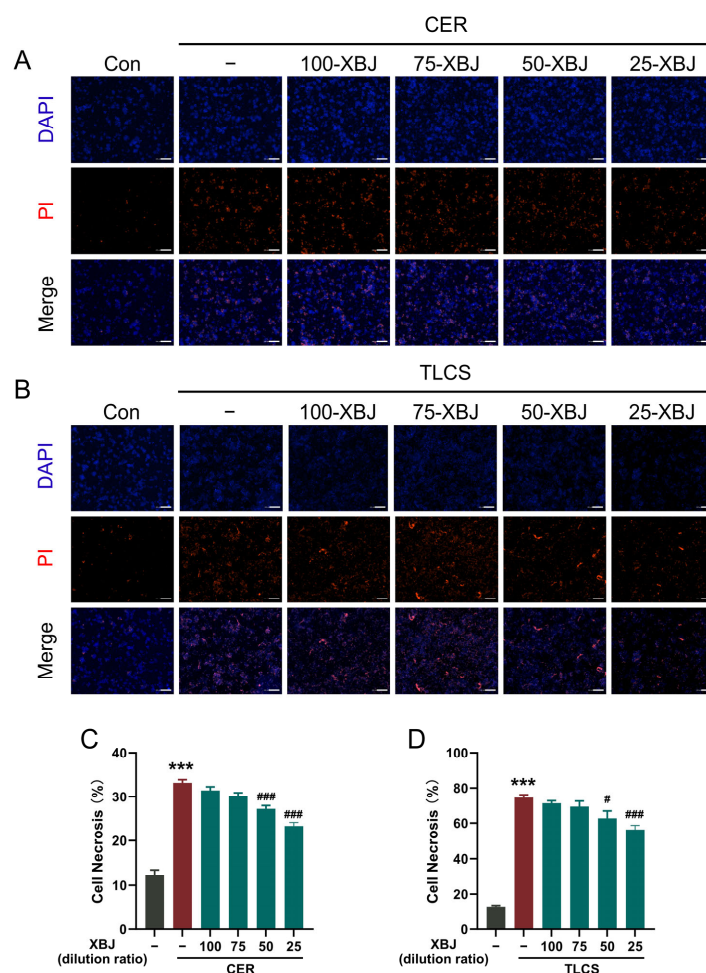 CER
A
Con – 100-XBJ 75-XBJ 50-XBJ 25-XBJ
DAPI
PI
Merge
B
TLCS
Con – 100-XBJ 75-XBJ 50-XBJ 25-XBJ
DAPI
PI
Merge
C
Cell Necrosis (%)
40
30
20
10
0
***
###
###
XBJ
(dilution ratio)
– – 100 75 50 25
CER
D
Cell Necrosis (%)
100
80
60
40
20
0
***
#
###
XBJ
(dilution ratio)
– – 100 75 50 25
TLCS